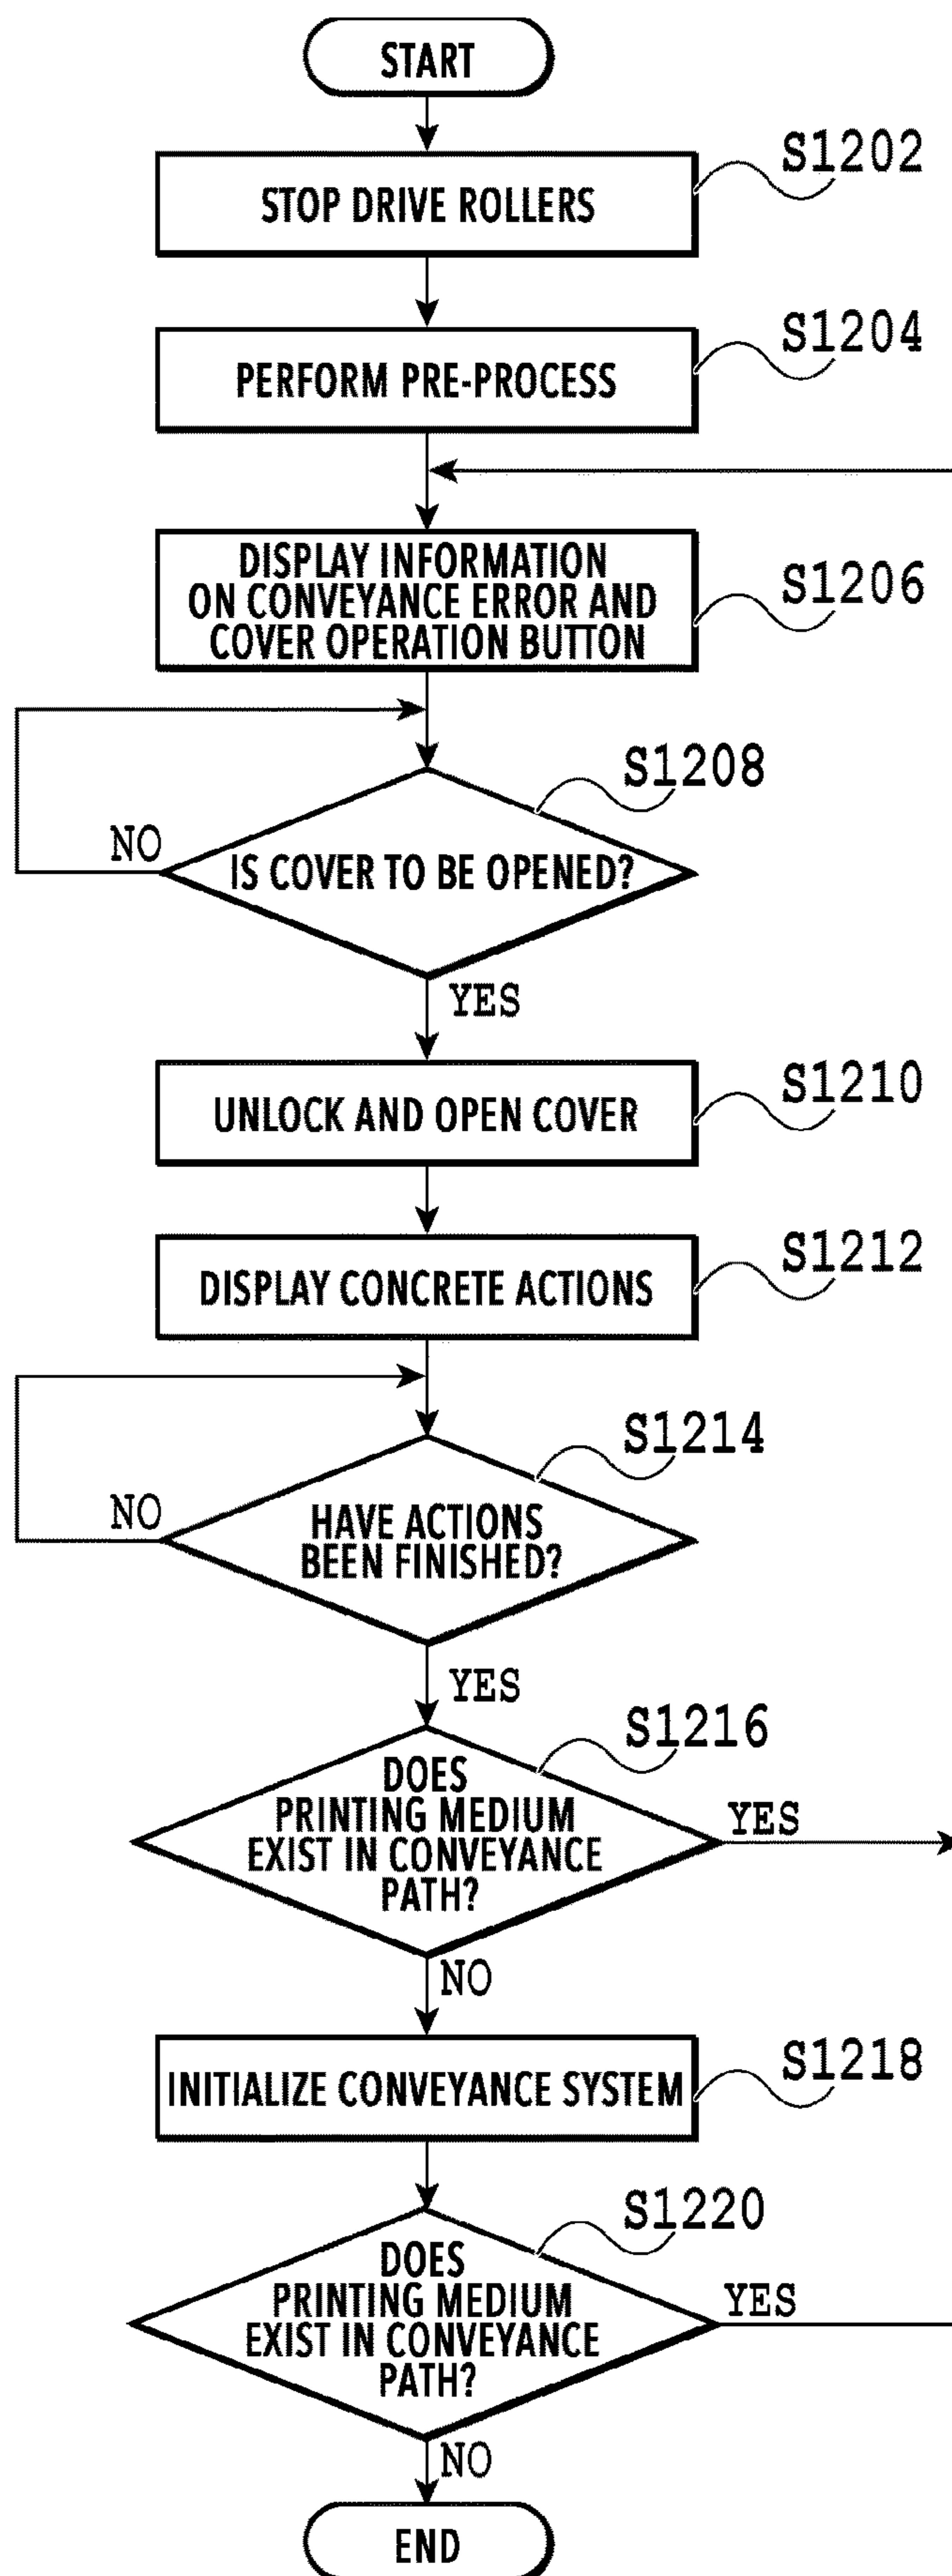 START
STOP DRIVE ROLLERS
S1202
PERFORM PRE-PROCESS
S1204
DISPLAY INFORMATION
ON CONVEYANCE ERROR AND
COVER OPERATION BUTTON
S1206
S1208
IS COVER TO BE OPENED?
NO
YES
UNLOCK AND OPEN COVER
S1210
DISPLAY CONCRETE ACTIONS
S1212
S1214
HAVE ACTIONS
BEEN FINISHED?
NO
YES
S1216
DOES
PRINTING MEDIUM
EXIST IN CONVEYANCE
PATH?
YES
NO
INITIALIZE CONVEYANCE SYSTEM
S1218
S1220
DOES
PRINTING MEDIUM
EXIST IN CONVEYANCE
PATH?
YES
NO
END